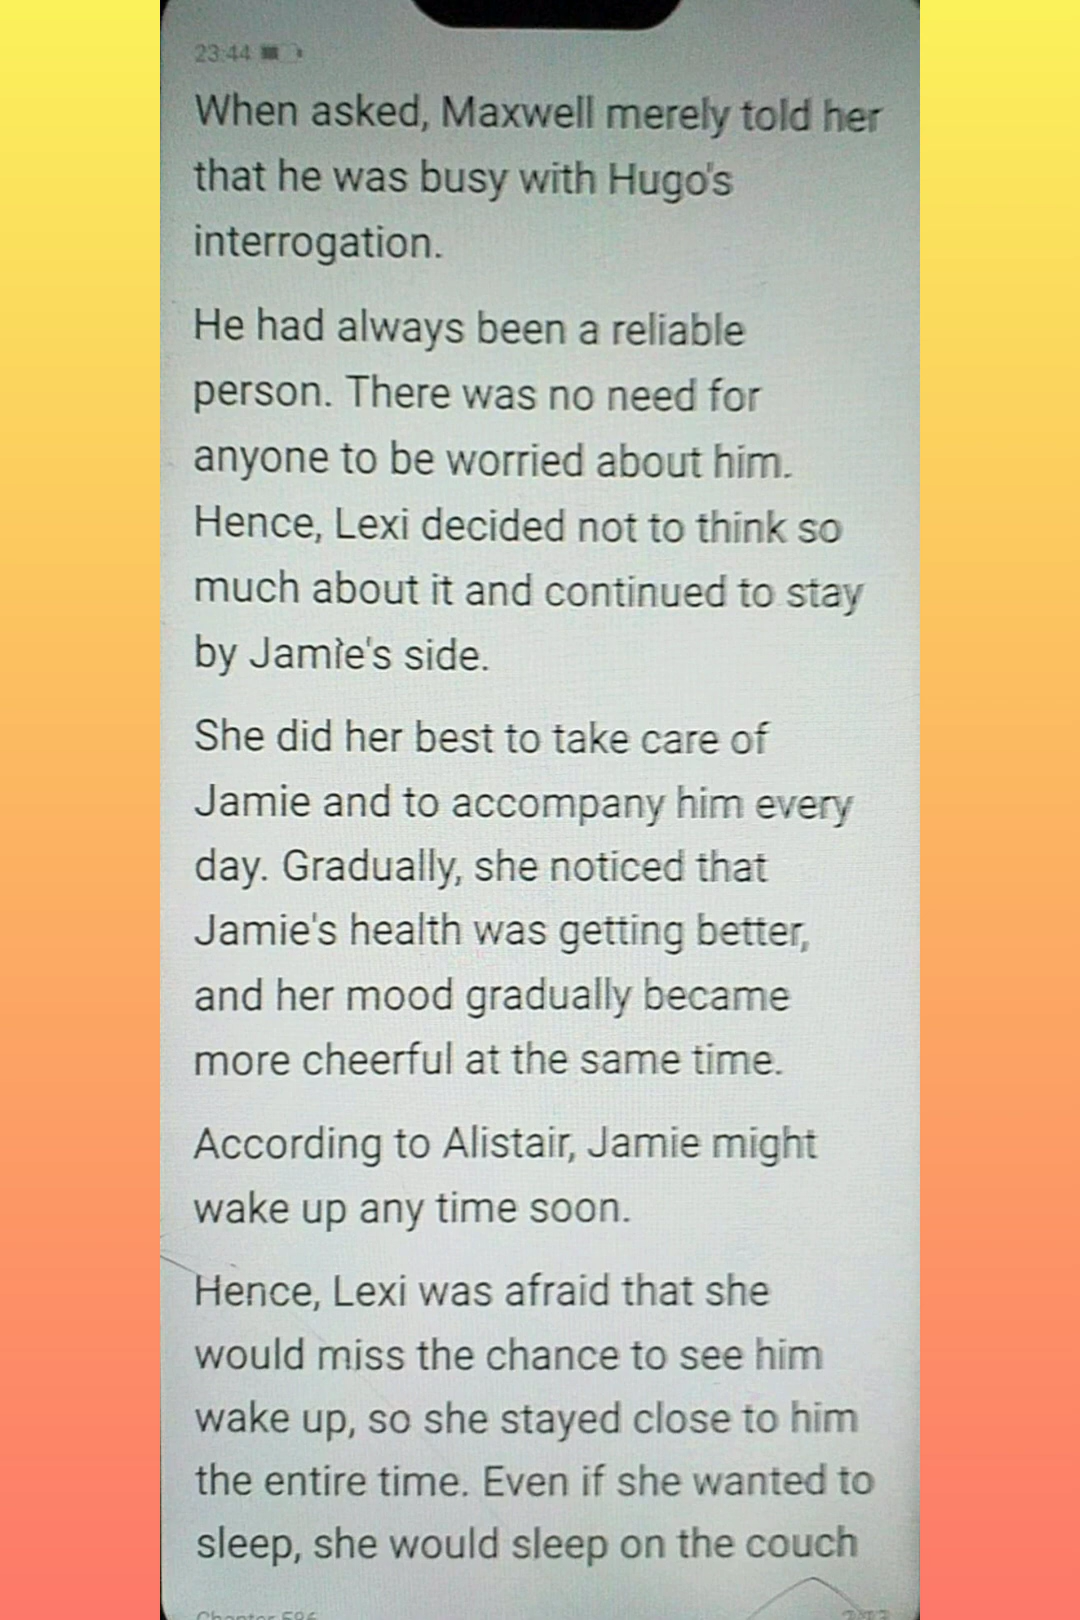 23:44
When asked, Maxwell merely told her
that he was busy with Hugo's
interrogation.
He had always been a reliable
person. There was no need for
anyone to be worried about him.
Hence, Lexi decided not to think so
much about it and continued to stay
by Jamie's side.
She did her best to take care of
Jamie and to accompany him every
day. Gradually, she noticed that
Jamie's health was getting better,
and her mood gradually became
more cheerful at the same time.
According to Alistair, Jamie might
wake up any time soon.
Hence, Lexi was afraid that she
would miss the chance to see him
wake up, so she stayed close to him
the entire time. Even if she wanted to
sleep, she would sleep on the couch
Chapter